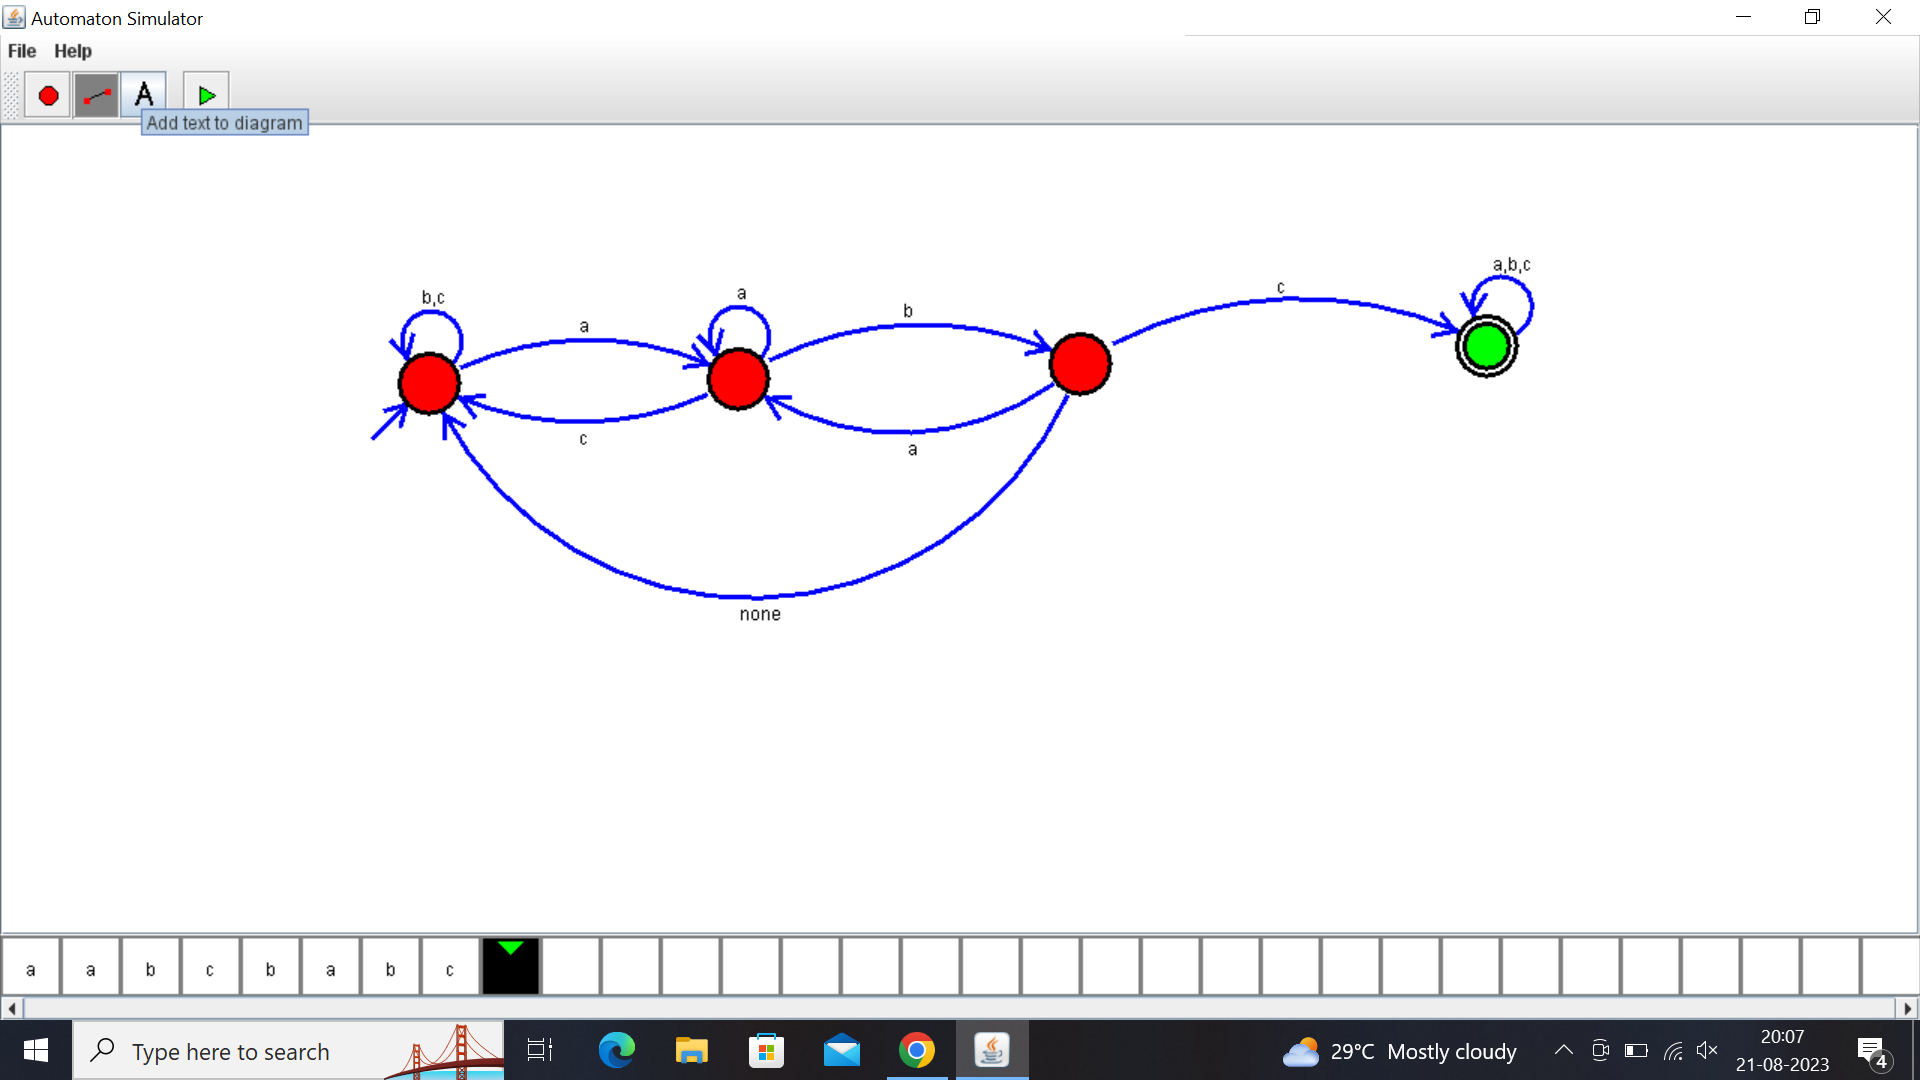 Automaton Simulator
File Help
A
Add text to diagram
b,c
a
a
b
c
a,b,c
c
a
none
a a b c b a b c
Type here to search
29°C Mostly cloudy
20:07
21-08-2023
4